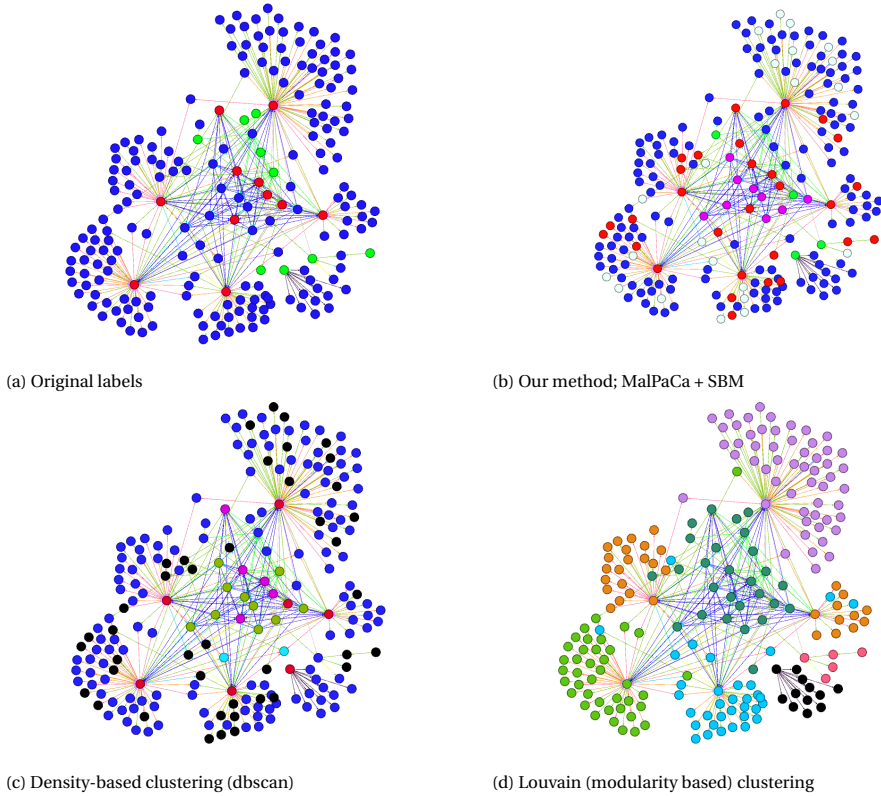 (a) Original labels
(b) Our method; MalPaCa + SBM
(c) Density-based clustering (dbscan)
(d) Louvain (modularity based) clustering